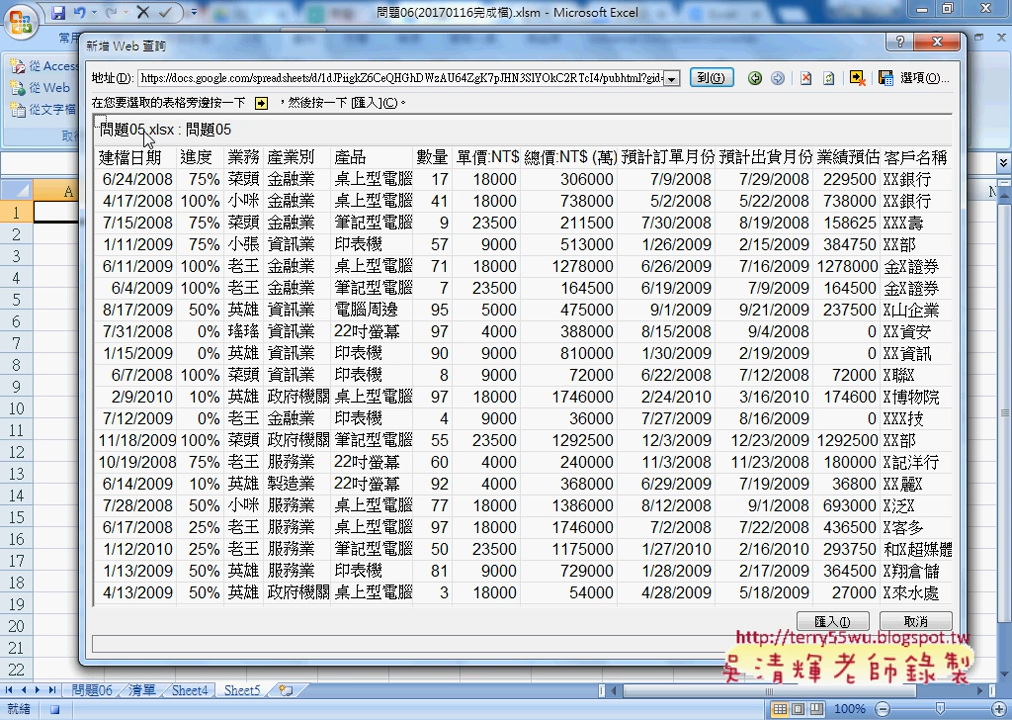 問題06(20170116完成檔).xlsm - Microsoft Excel
常用
從 Access
從 Web
從文字檔
新增 Web 查詢
地址(D): https://docs.google.com/spreadsheets/d/1dJPiigkZ6CeQHGhDWzAU64ZgK7pJHN3SlYOkC2RTcI4/pubhtml?gid= 到(G) 選項(O)...
在您要選取的表格旁邊按一下 ，然後按一下 [匯入](C)。
問題05.xlsx : 問題05
建檔日期 進度 業務 產業別 產品 數量 單價:NT$ 總價:NT$ (萬) 預計訂單月份 預計出貨月份 業績預估 客戶名稱
6/24/2008 75% 菜頭 金融業 桌上型電腦 17 18000 306000 7/9/2008 7/29/2008 229500 XX銀行
4/17/2008 100% 小咪 金融業 桌上型電腦 41 18000 738000 5/2/2008 5/22/2008 738000 XX銀行
7/15/2008 75% 菜頭 金融業 筆記型電腦 9 23500 211500 7/30/2008 8/19/2008 158625 XXX壽
1/11/2009 75% 小張 資訊業 印表機 57 9000 513000 1/26/2009 2/15/2009 384750 XX部
6/11/2009 100% 老王 金融業 桌上型電腦 71 18000 1278000 6/26/2009 7/16/2009 1278000 金X證券
6/4/2009 100% 老王 金融業 筆記型電腦 7 23500 164500 6/19/2009 7/9/2009 164500 金X證券
8/17/2009 50% 英雄 資訊業 電腦周邊 95 5000 475000 9/1/2009 9/21/2009 237500 X山企業
7/31/2008 0% 瑤瑤 資訊業 22吋螢幕 97 4000 388000 8/15/2008 9/4/2008 0 XX資安
1/15/2009 0% 英雄 資訊業 印表機 90 9000 810000 1/30/2009 2/19/2009 0 XX資訊
6/7/2008 100% 菜頭 資訊業 印表機 8 9000 72000 6/22/2008 7/12/2008 72000 X聯X
2/9/2010 10% 英雄 政府機關 桌上型電腦 97 18000 1746000 2/24/2010 3/16/2010 174600 X博物院
7/12/2009 0% 老王 金融業 印表機 4 9000 36000 7/27/2009 8/16/2009 0 XXX技
11/18/2009 100% 菜頭 政府機關 筆記型電腦 55 23500 1292500 12/3/2009 12/23/2009 1292500 XX部
10/19/2008 75% 老王 服務業 22吋螢幕 60 4000 240000 11/3/2008 11/23/2008 180000 X記洋行
6/14/2009 10% 英雄 製造業 22吋螢幕 92 4000 368000 6/29/2009 7/19/2009 36800 XX麗X
7/28/2008 50% 小咪 服務業 桌上型電腦 77 18000 1386000 8/12/2008 9/1/2008 693000 X泛X
6/17/2008 25% 老王 服務業 桌上型電腦 97 18000 1746000 7/2/2008 7/22/2008 436500 X客多
1/12/2010 25% 老王 服務業 筆記型電腦 50 23500 1175000 1/27/2010 2/16/2010 293750 和X超媒體
1/13/2009 50% 英雄 服務業 印表機 81 9000 729000 1/28/2009 2/17/2009 364500 X翔倉儲
4/13/2009 50% 英雄 政府機關 桌上型電腦 3 18000 54000 4/28/2009 5/18/2009 27000 X來水處
匯入(I) 取消
http://terry55wu.blogspot.tw
吳清輝老師錄製
A
N
1
2
3
4
5
6
7
8
9
10
11
12
13
14
15
16
17
18
19
20
21
22
問題06 清單 Sheet4 Sheet5
就緒 100%